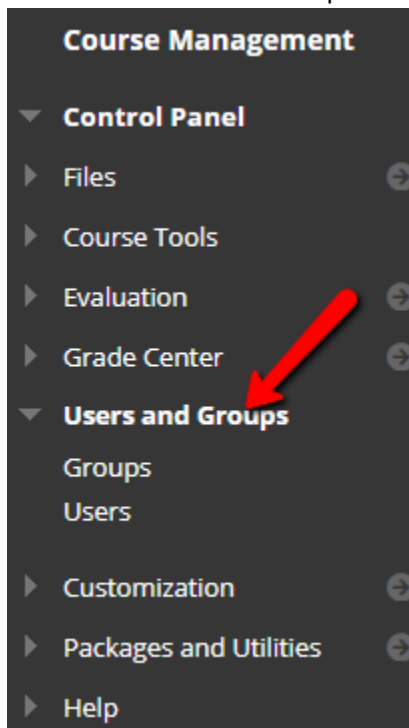 Course Management
Control Panel
Files
Course Tools
Evaluation
Grade Center
Users and Groups
Groups
Users
Customization
Packages and Utilities
Help